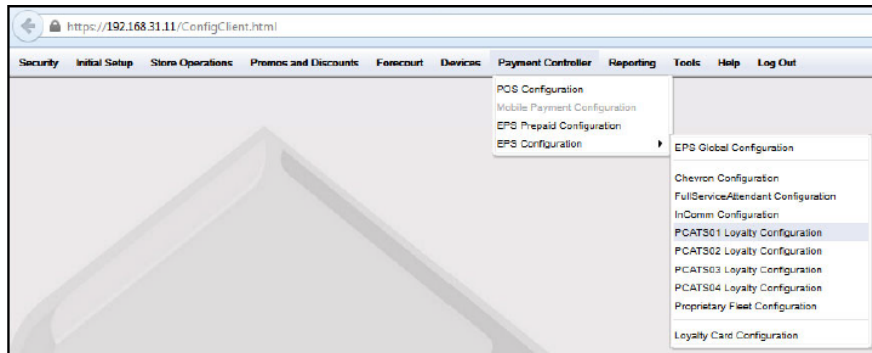 https://192.168.31.11/ConfigClient.html
Security Initial Setup Store Operations Promos and Discounts Forecourt Devices Payment Controller Reporting Tools Help Log Out
POS Configuration
Mobile Payment Configuration
EPS Prepaid Configuration
EPS Configuration
EPS Global Configuration
Chevron Configuration
FullServiceAttendant Configuration
InComm Configuration
PCATS01 Loyalty Configuration
PCATS02 Loyalty Configuration
PCATS03 Loyalty Configuration
PCATS04 Loyalty Configuration
Proprietary Fleet Configuration
Loyalty Card Configuration